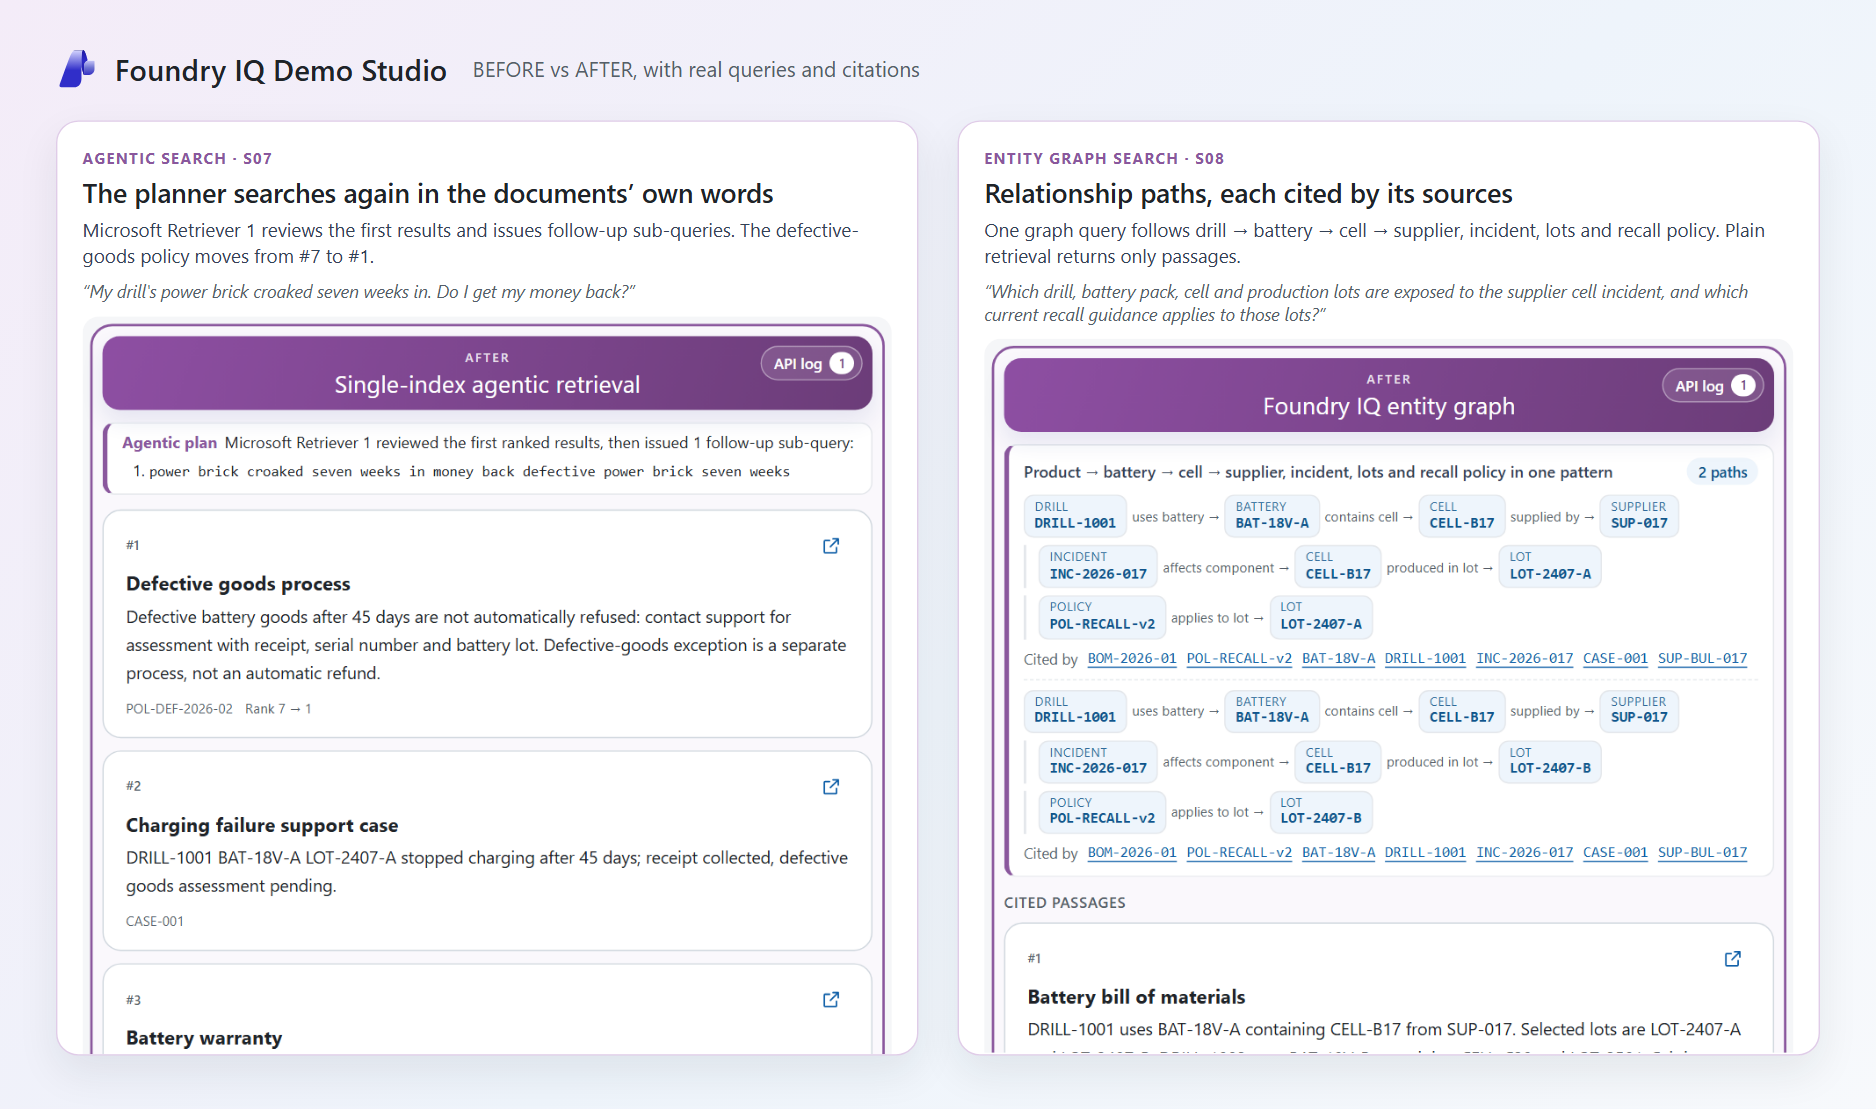 Foundry IQ Demo Studio
BEFORE vs AFTER, with real queries and citations
AGENTIC SEARCH · S07
The planner searches again in the documents’ own words
Microsoft Retriever 1 reviews the first results and issues follow-up sub-queries. The defective-
goods policy moves from #7 to #1.
“My drill's power brick croaked seven weeks in. Do I get my money back?”
AFTER
Single-index agentic retrieval
API log 1
Agentic plan Microsoft Retriever 1 reviewed the first ranked results, then issued 1 follow-up sub-query:
1. power brick croaked seven weeks in money back defective power brick seven weeks
#1
Defective goods process
Defective battery goods after 45 days are not automatically refused: contact support for
assessment with receipt, serial number and battery lot. Defective-goods exception is a separate
process, not an automatic refund.
POL-DEF-2026-02 Rank 7 → 1
#2
Charging failure support case
DRILL-1001 BAT-18V-A LOT-2407-A stopped charging after 45 days; receipt collected, defective
goods assessment pending.
CASE-001
#3
Battery warranty
ENTITY GRAPH SEARCH · S08
Relationship paths, each cited by its sources
One graph query follows drill → battery → cell → supplier, incident, lots and recall policy. Plain
retrieval returns only passages.
“Which drill, battery pack, cell and production lots are exposed to the supplier cell incident, and which
current recall guidance applies to those lots?”
AFTER
Foundry IQ entity graph
API log 1
Product → battery → cell → supplier, incident, lots and recall policy in one pattern
2 paths
DRILL DRILL-1001 uses battery → BATTERY BAT-18V-A contains cell → CELL CELL-B17 supplied by → SUPPLIER SUP-017
INCIDENT INC-2026-017 affects component → CELL CELL-B17 produced in lot → LOT LOT-2407-A
POLICY POL-RECALL-v2 applies to lot → LOT LOT-2407-A
Cited by BOM-2026-01 POL-RECALL-v2 BAT-18V-A DRILL-1001 INC-2026-017 CASE-001 SUP-BUL-017
DRILL DRILL-1001 uses battery → BATTERY BAT-18V-A contains cell → CELL CELL-B17 supplied by → SUPPLIER SUP-017
INCIDENT INC-2026-017 affects component → CELL CELL-B17 produced in lot → LOT LOT-2407-B
POLICY POL-RECALL-v2 applies to lot → LOT LOT-2407-B
Cited by BOM-2026-01 POL-RECALL-v2 BAT-18V-A DRILL-1001 INC-2026-017 CASE-001 SUP-BUL-017
CITED PASSAGES
#1
Battery bill of materials
DRILL-1001 uses BAT-18V-A containing CELL-B17 from SUP-017. Selected lots are LOT-2407-A